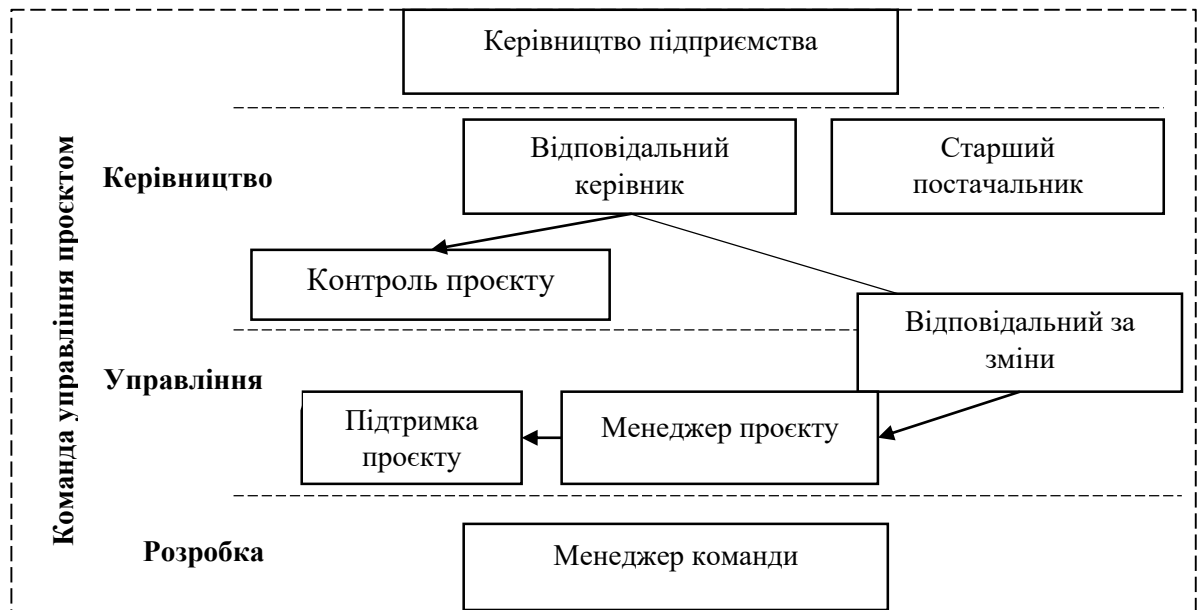 Керівництво підприємства
Команда управління проєктом
Керівництво
Відповідальний
керівник
Старший
постачальник
Контроль проєкту
Відповідальний за
зміни
Управління
Підтримка
проєкту
Менеджер проєкту
Розробка
Менеджер команди